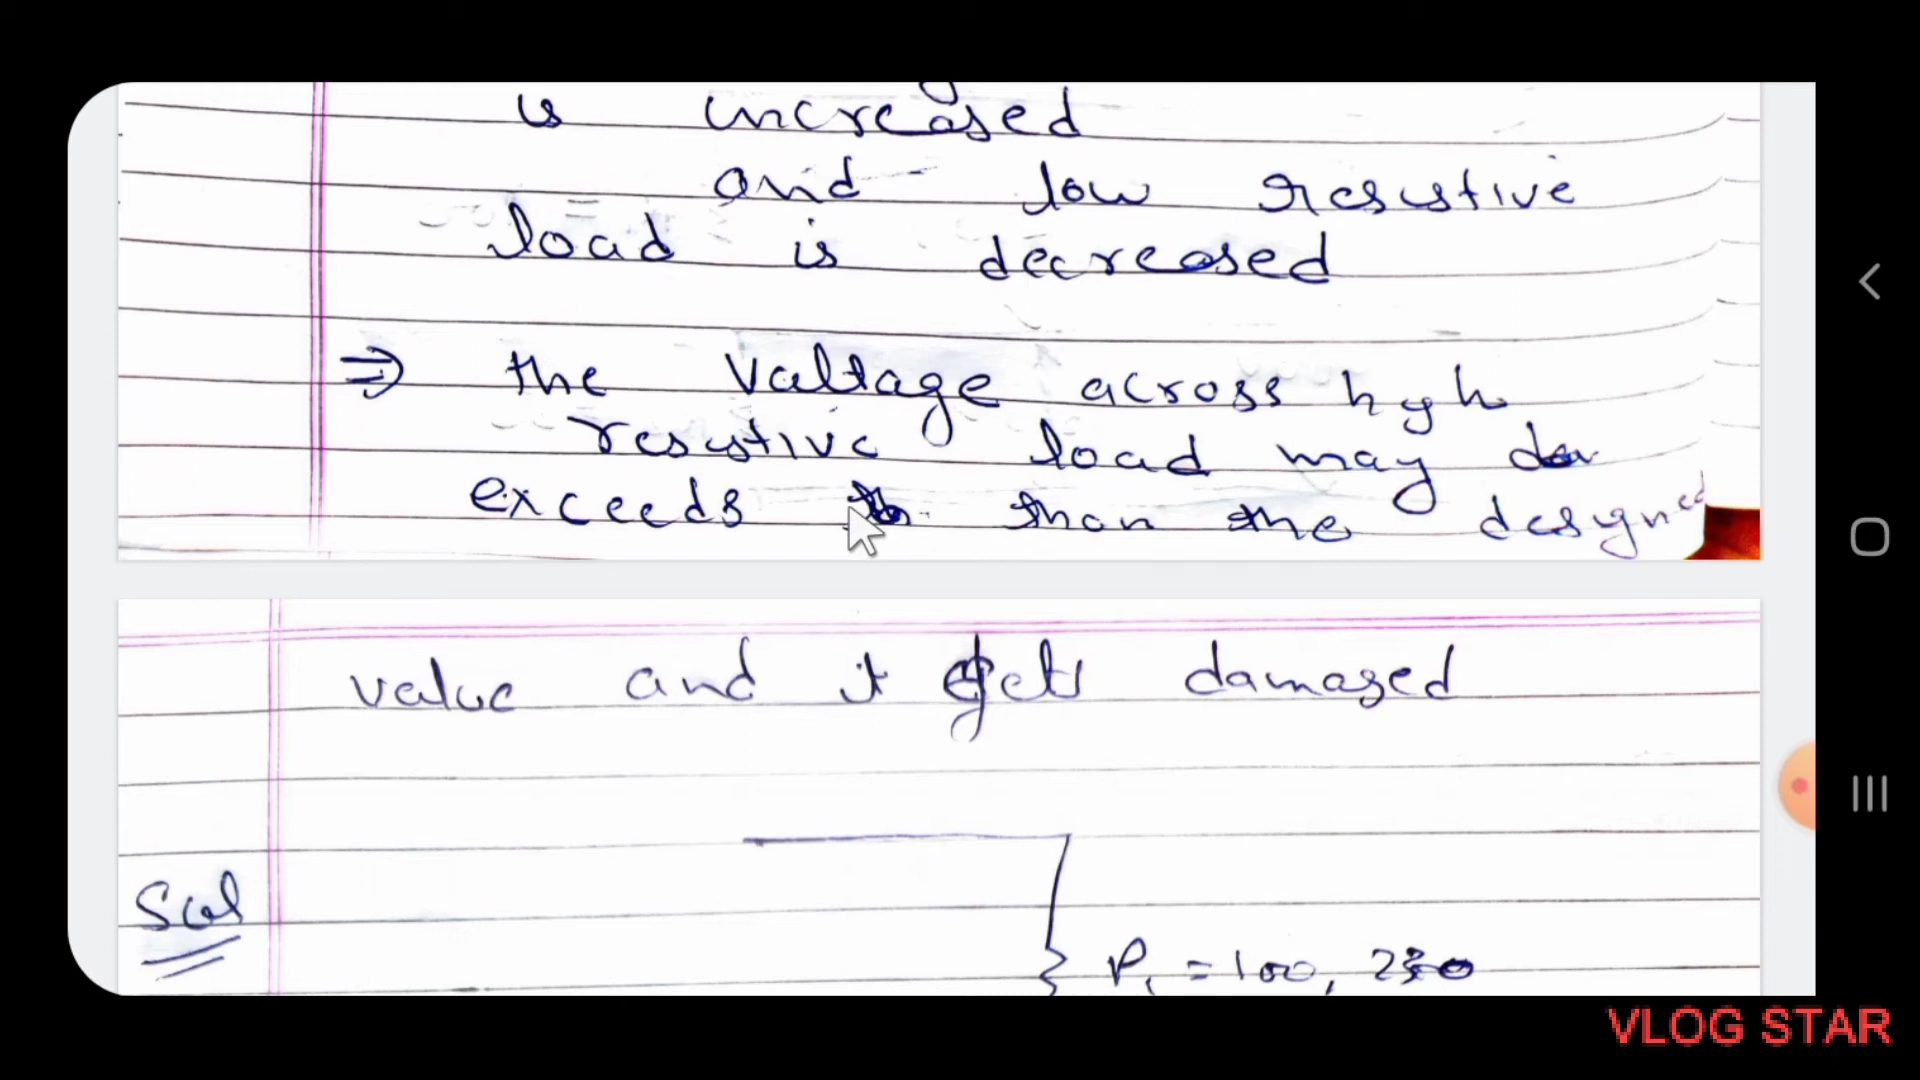 is increased
and low resistive
load is decreased
⇒ the Valtage across high
resistive load may
exceeds than the designed
value and it gets damaged
Sol
P₁ = 100, 230
VLOG STAR